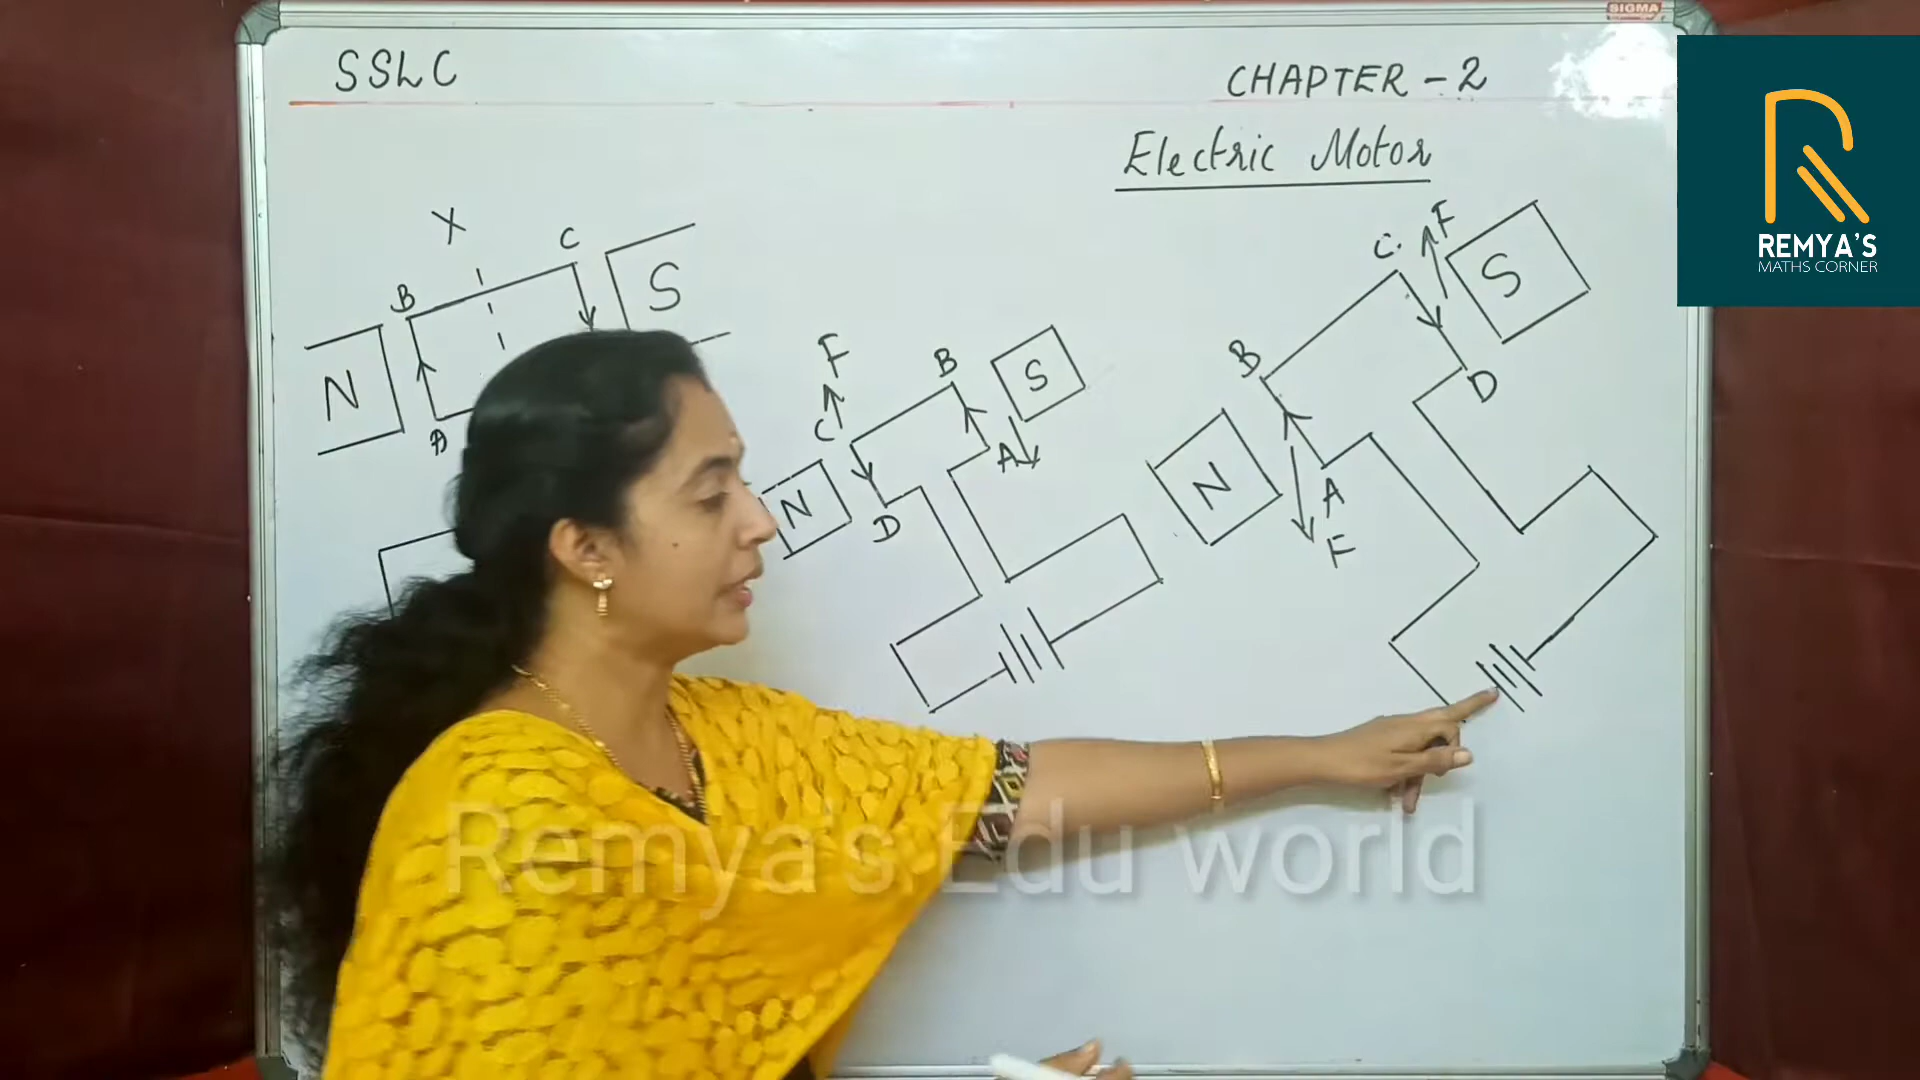 SIGMA
SSLC
CHAPTER - 2
Electric Motor
REMYA'S
MATHS CORNER
X
B
C
N
S
A
F
C
B
S
N
D
A
C
F
S
B
D
N
A
F
Remya's Edu world